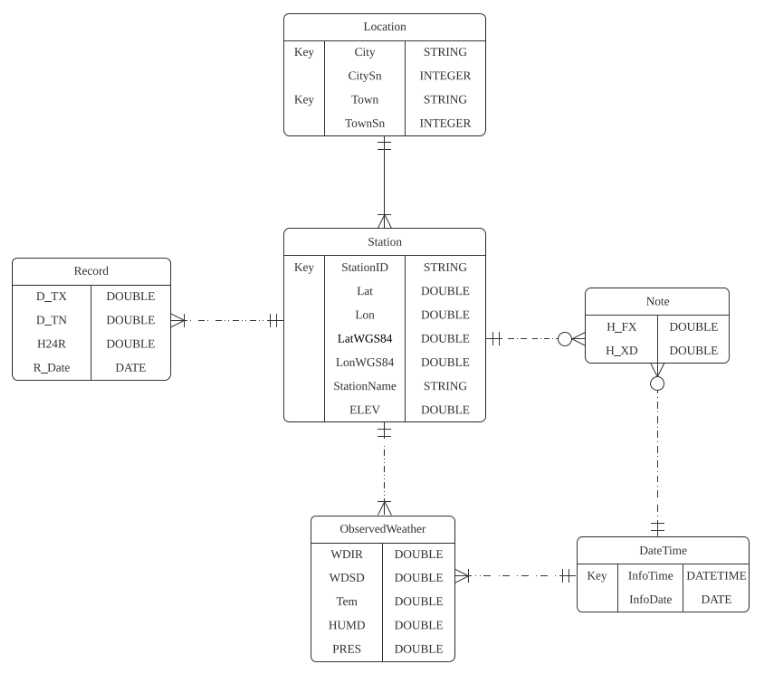 Location
Key City STRING
CitySn INTEGER
Key Town STRING
TownSn INTEGER
Station
Key StationID STRING
Lat DOUBLE
Lon DOUBLE
LatWGS84 DOUBLE
LonWGS84 DOUBLE
StationName STRING
ELEV DOUBLE
Record
D_TX DOUBLE
D_TN DOUBLE
H24R DOUBLE
R_Date DATE
Note
H_FX DOUBLE
H_XD DOUBLE
ObservedWeather
WDIR DOUBLE
WDSD DOUBLE
Tem DOUBLE
HUMD DOUBLE
PRES DOUBLE
DateTime
Key InfoTime DATETIME
InfoDate DATE